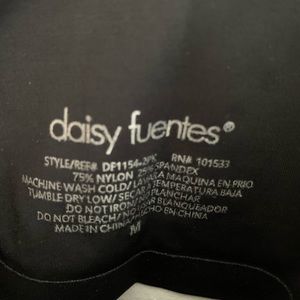 daisy fuentes®
STYLE/REF# DF1154-2PK RN# 101533
75% NYLON 25% SPANDEX
MACHINE WASH COLD/LAVAR A MAQUINA EN FRIO
TUMBLE DRY LOW/ SECAR TEMPERATURA BAJA
DO NOT IRON/ NO PLANCHAR
DO NOT BLEACH/ NO BLANQUEADOR
MADE IN CHINA/ HECHO EN CHINA
M